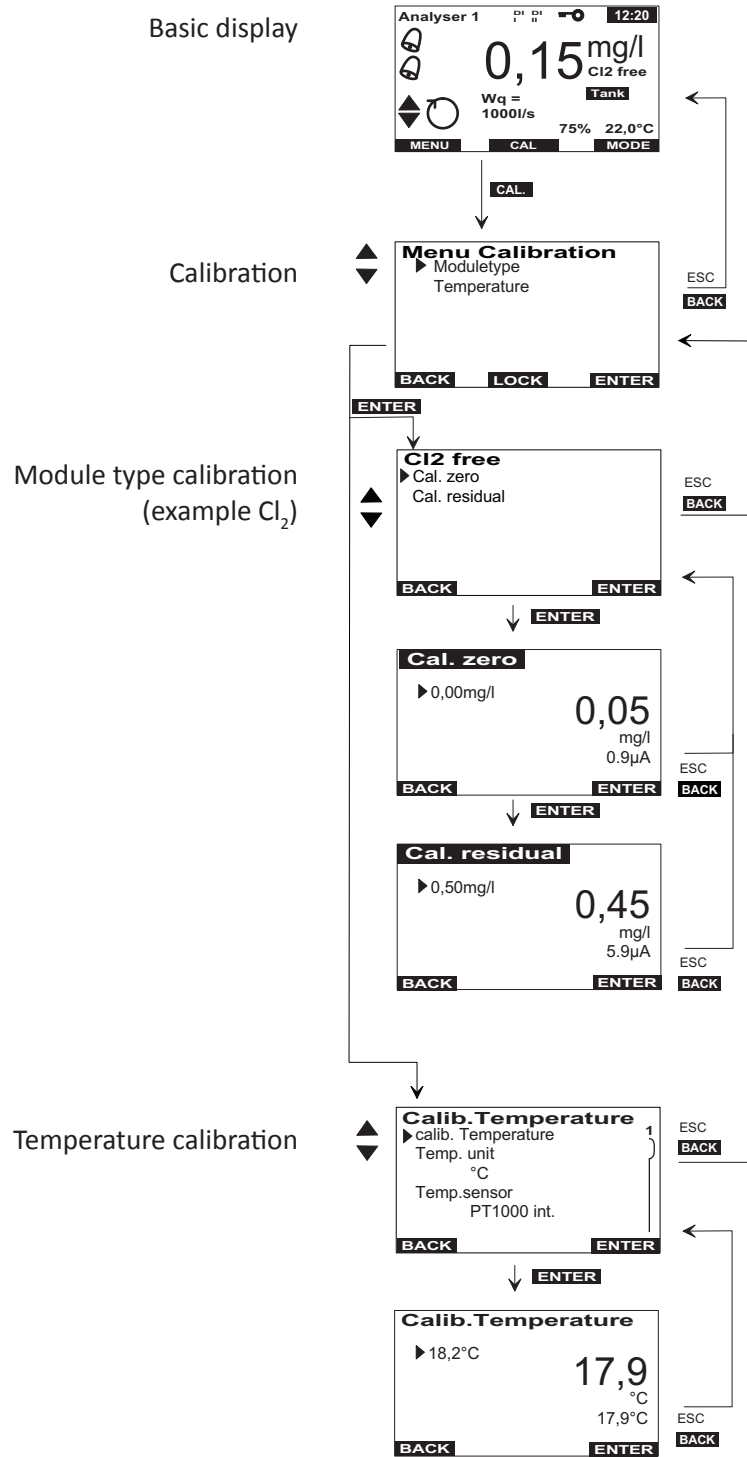 Basic display
Analyser 1 DI I DI II 12:20
0,15 mg/l
Cl2 free
Tank
Wq =
1000l/s
75% 22,0°C
MENU CAL MODE
CAL.
Calibration
Menu Calibration
Moduletype
Temperature
BACK LOCK ENTER
ESC
BACK
ENTER
Module type calibration
(example Cl₂)
Cl2 free
Cal. zero
Cal. residual
BACK ENTER
ESC
BACK
ENTER
Cal. zero
0,00mg/l
0,05
mg/l
0.9µA
BACK ENTER
ESC
BACK
ENTER
Cal. residual
0,50mg/l
0,45
mg/l
5.9µA
BACK ENTER
ESC
BACK
Temperature calibration
Calib.Temperature
calib. Temperature 1
Temp. unit
°C
Temp.sensor
PT1000 int.
BACK ENTER
ESC
BACK
ENTER
Calib.Temperature
18,2°C
17,9
°C
17,9°C
BACK ENTER
ESC
BACK